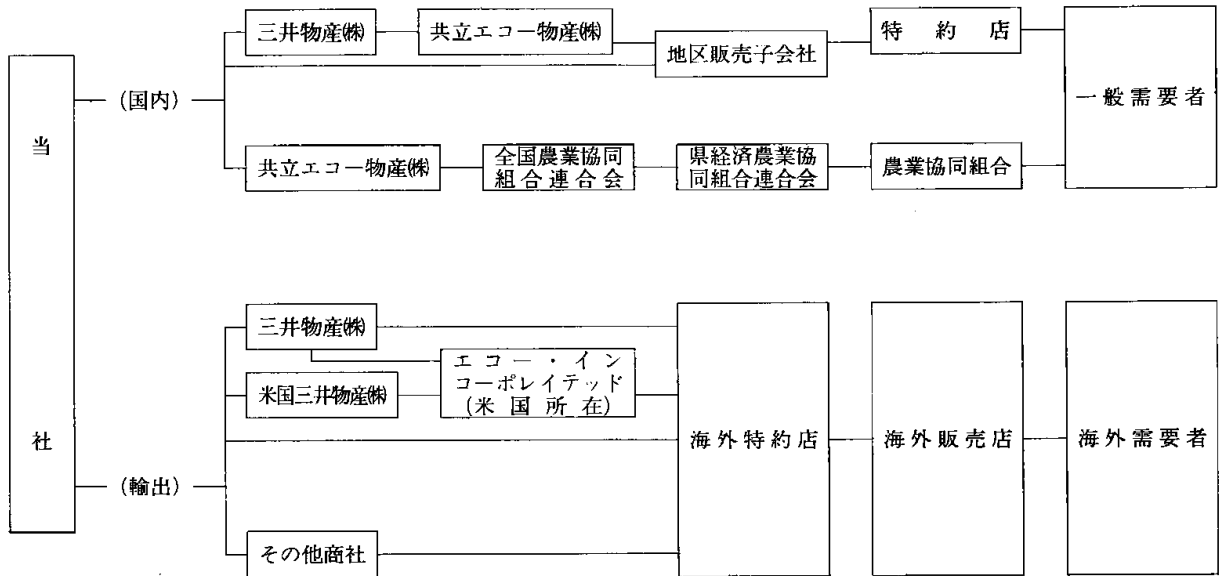 当社
(国内)
三井物産㈱
共立エコー物産㈱
地区販売子会社
特約店
一般需要者
共立エコー物産㈱
全国農業協同
組合連合会
県経済農業協
同組合連合会
農業協同組合
(輸出)
三井物産㈱
米国三井物産㈱
エコー・イン
コーポレイテッド
(米国所在)
その他商社
海外特約店
海外販売店
海外需要者